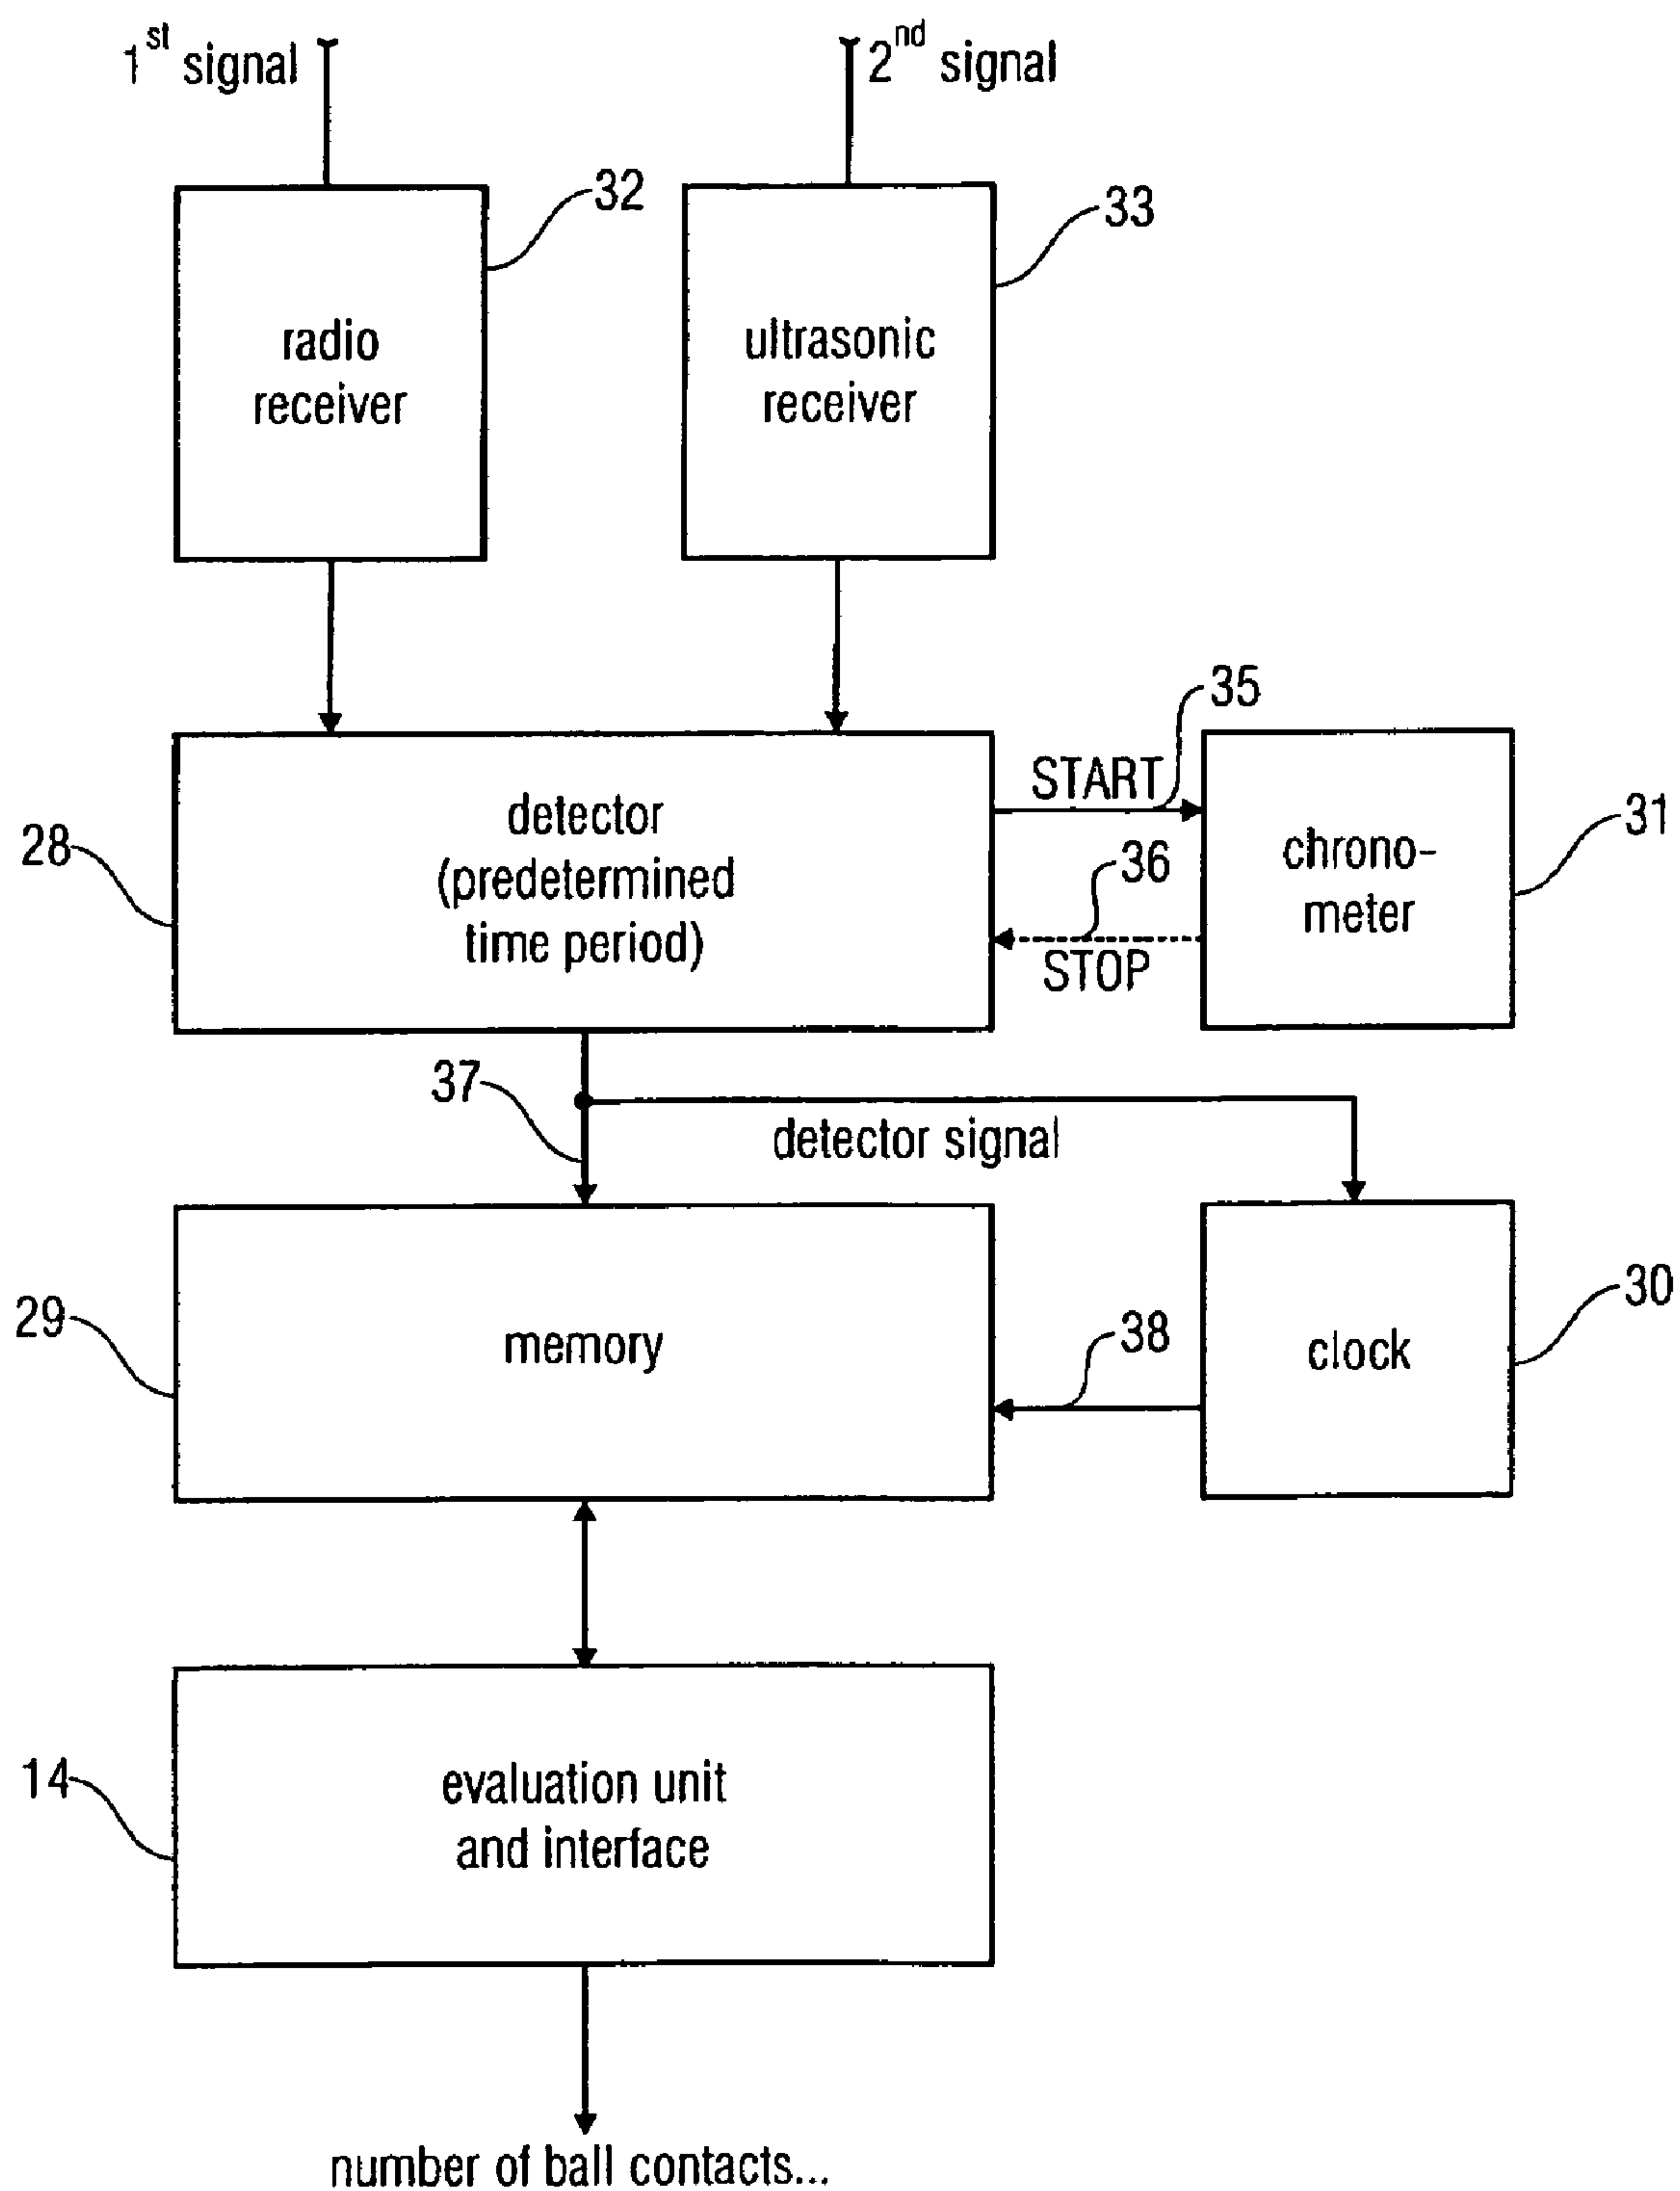 1st signal
2nd signal
32
33
radio
receiver
ultrasonic
receiver
35
START
28
detector
(predetermined
time period)
36
STOP
chrono-
meter
31
37
detector signal
29
memory
38
clock
30
14
evaluation unit
and interface
number of ball contacts...